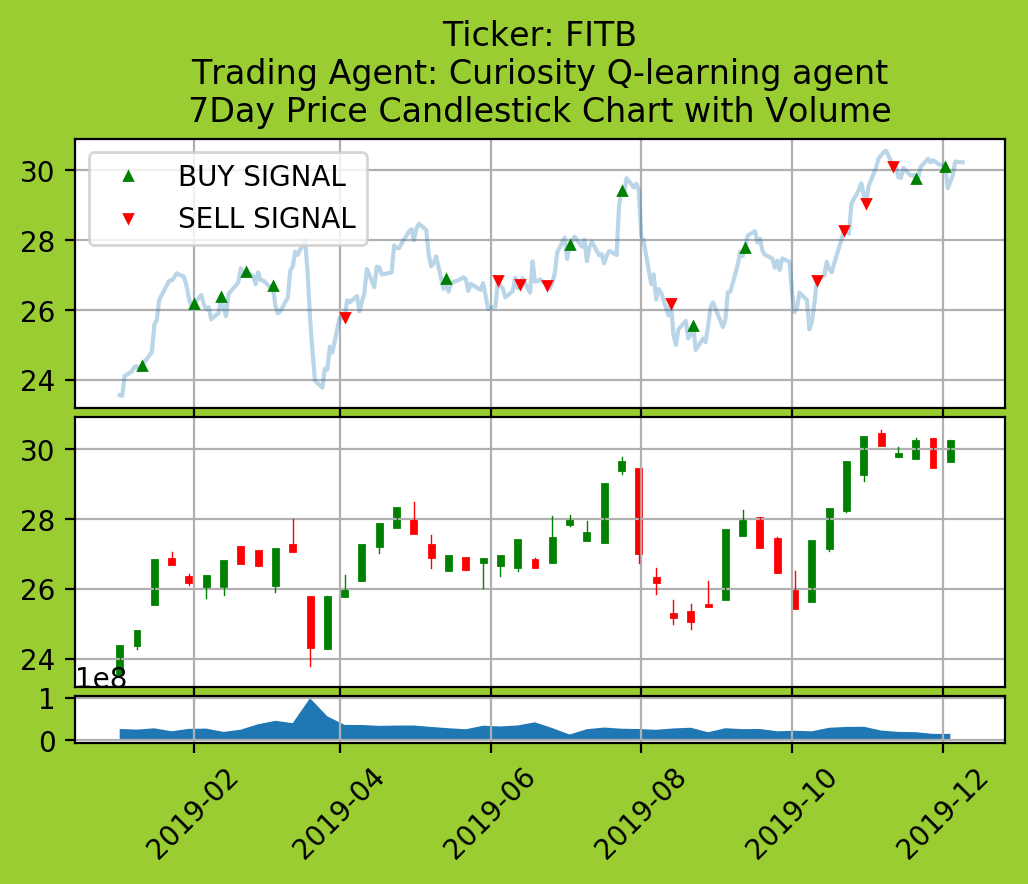 Ticker: FITB
Trading Agent: Curiosity Q-learning agent
7Day Price Candlestick Chart with Volume
BUY SIGNAL
SELL SIGNAL
30
28
26
24
30
28
26
24
1e8
1
0
2019-02
2019-04
2019-06
2019-08
2019-10
2019-12